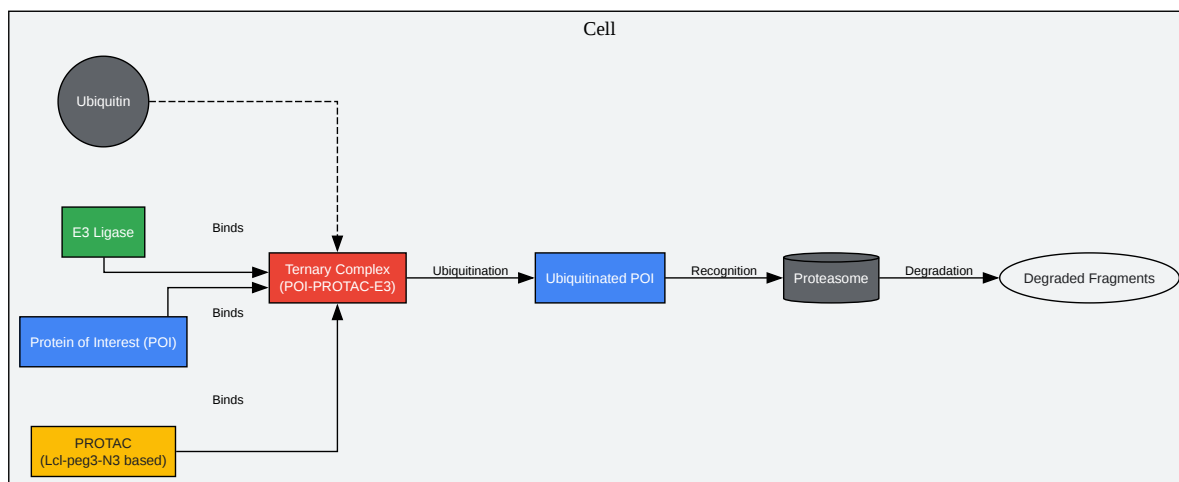 Cell
Ubiquitin
E3 Ligase
Binds
Ternary Complex
(POI-PROTAC-E3)
Ubiquitination
Ubiquitinated POI
Recognition
Proteasome
Degradation
Degraded Fragments
Binds
Protein of Interest (POI)
Binds
PROTAC
(Lcl-peg3-N3 based)